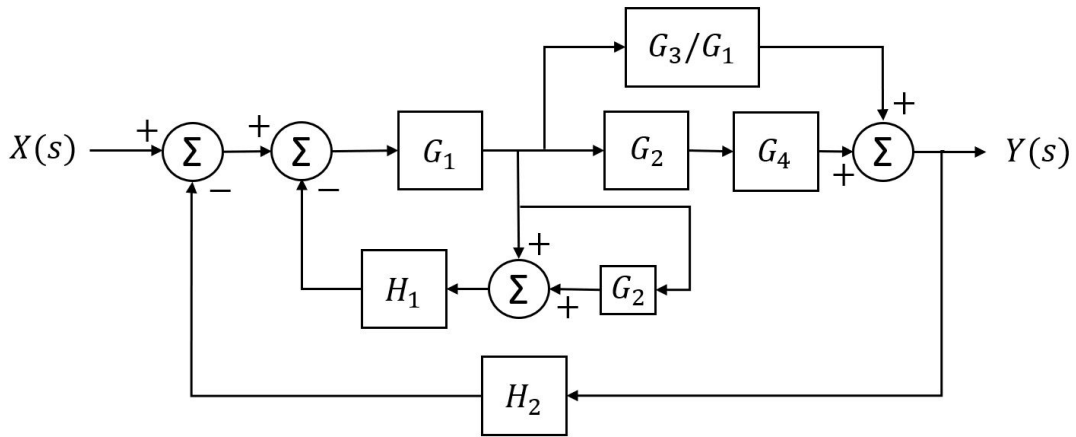 G₃/G₁
+
X(s) + Σ + Σ G₁ G₂ G₄ Σ Y(s)
− − +
+
H₁ Σ G₂
+
H₂